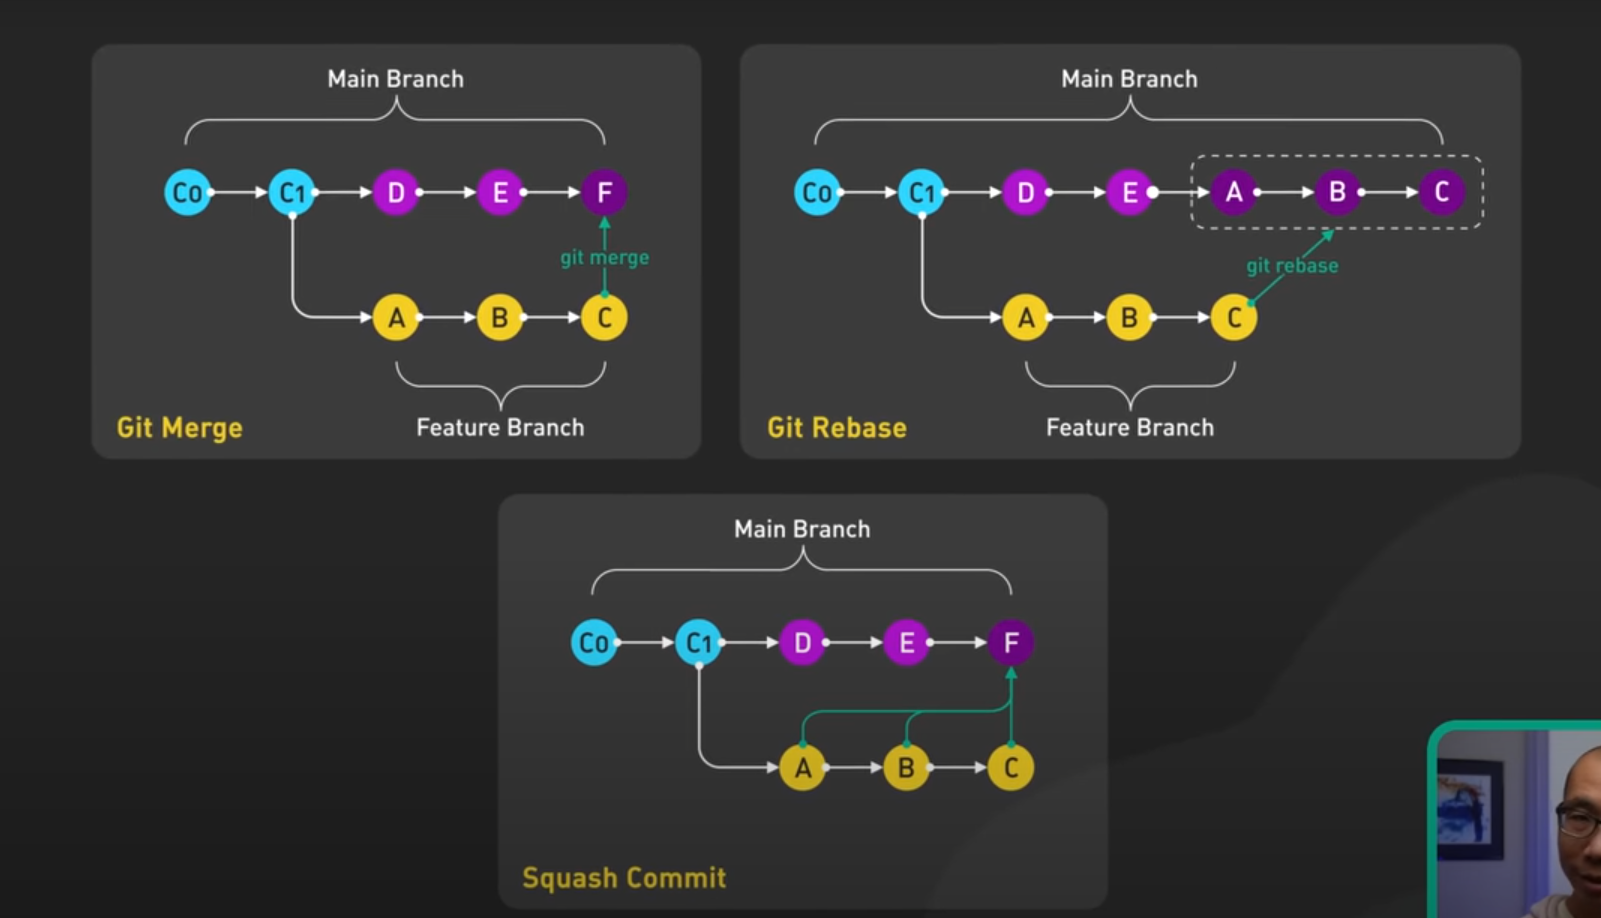 Main Branch
C0 C1 D E F
git merge
A B C
Feature Branch
Git Merge
Main Branch
C0 C1 D E A B C
git rebase
A B C
Feature Branch
Git Rebase
Main Branch
C0 C1 D E F
A B C
Squash Commit